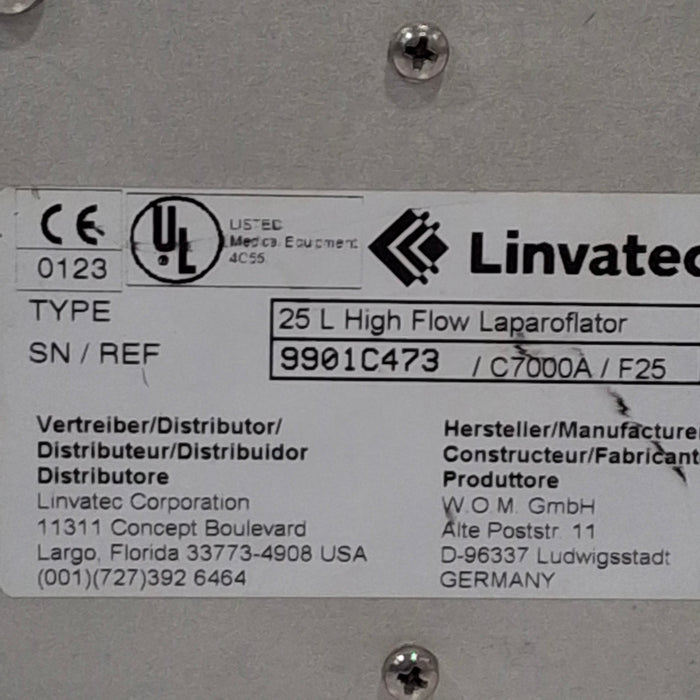 CE
0123
UL
LISTED
Medical Equipment
4C55
Linvatec
TYPE
25 L High Flow Laparoflator
SN / REF
9901C473 / C7000A / F25
Vertreiber/Distributor/
Distributeur/Distribuidor
Distributore
Linvatec Corporation
11311 Concept Boulevard
Largo, Florida 33773-4908 USA
(001)(727)392 6464
Hersteller/Manufacturer
Constructeur/Fabricant
Produttore
W.O.M. GmbH
Alte Poststr. 11
D-96337 Ludwigsstadt
GERMANY